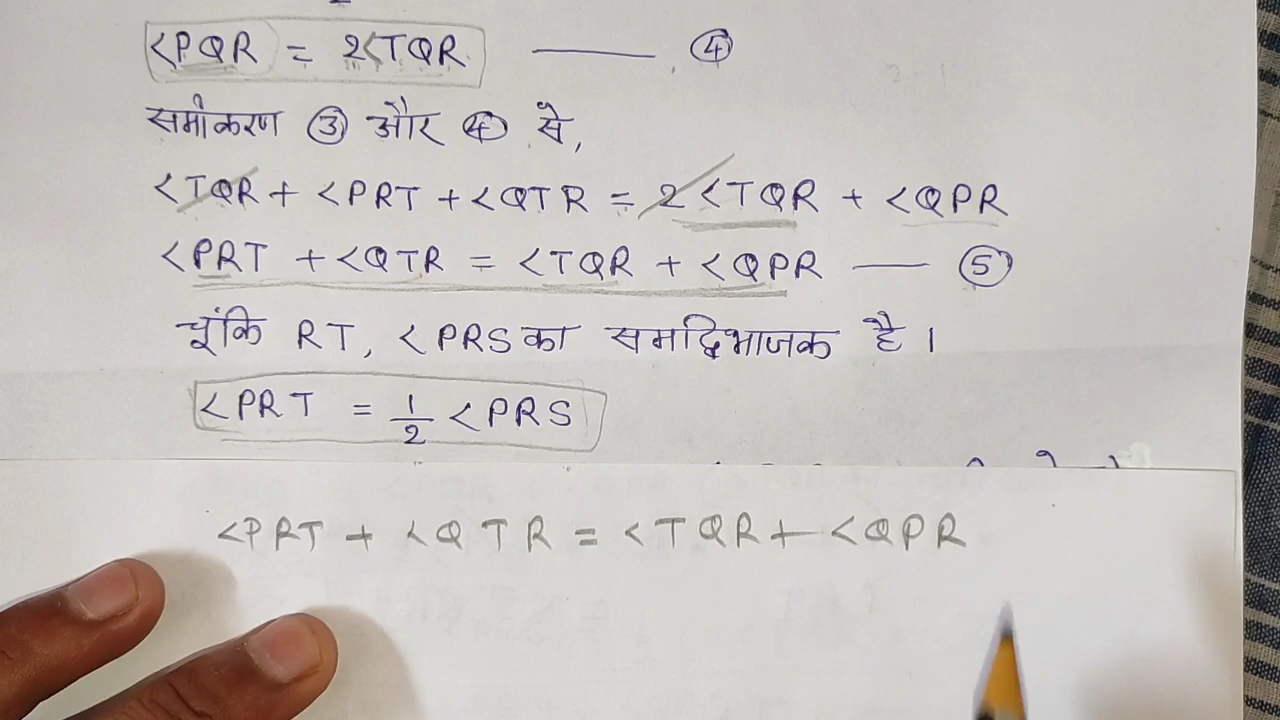 <PQR = 2<TQR —— ④
समीकरण ③ और ④ से,
<TQR + <PRT + <QTR = 2<TQR + <QPR
<PRT + <QTR = <TQR + <QPR — ⑤
चूंकि RT, <PRS का समद्विभाजक है।
<PRT = 1/2 <PRS
<PRT + <QTR = <TQR + <QPR